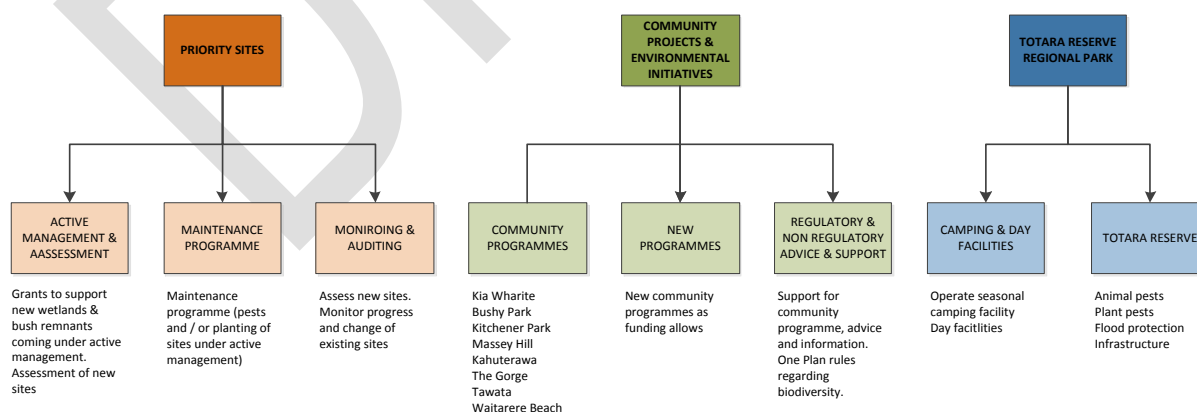 PRIORITY SITES
COMMUNITY
PROJECTS &
ENVIRONMENTAL
INITIATIVES
TOTARA RESERVE
REGIONAL PARK
ACTIVE
MANAGEMENT &
AASSESSMENT
MAINTENANCE
PROGRAMME
MONIROING &
AUDITING
COMMUNITY
PROGRAMMES
NEW
PROGRAMMES
REGULATORY &
NON REGULATORY
ADVICE & SUPPORT
CAMPING & DAY
FACILITIES
TOTARA RESERVE
Grants to support
new wetlands &
bush remnants
coming under active
management.
Assessment of new
sites
Maintenance
programme (pests
and / or planting of
sites under active
management)
Assess new sites.
Monitor progress
and change of
existing sites
Kia Wharite
Bushy Park
Kitchener Park
Massey Hill
Kahuterawa
The Gorge
Tawata
Waitarere Beach
New community
programmes as
funding allows
Support for
community
programme, advice
and information.
One Plan rules
regarding
biodiversity.
Operate seasonal
camping facility
Day facitlities
Animal pests
Plant pests
Flood protection
Infrastructure